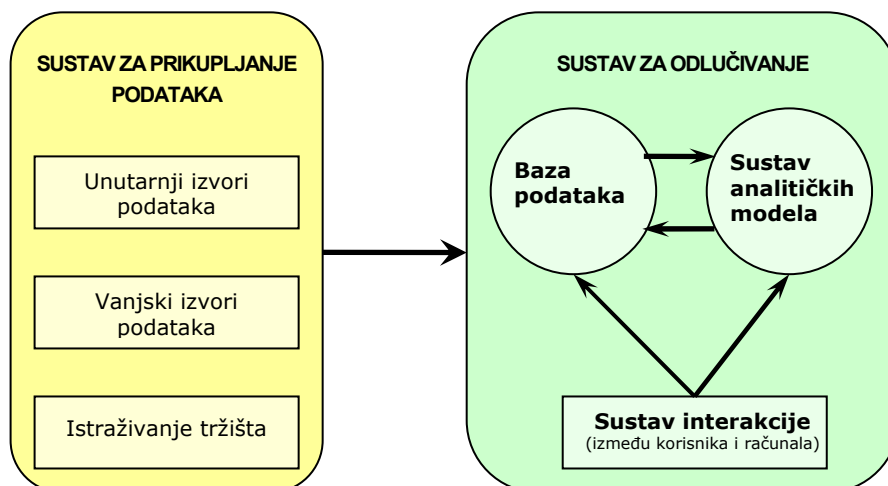 SUSTAV ZA PRIKUPLJANJE
PODATAKA
Unutarnji izvori
podataka
Vanjski izvori
podataka
Istraživanje tržišta
SUSTAV ZA ODLUČIVANJE
Baza
podataka
Sustav
analitičkih
modela
Sustav interakcije
(između korisnika i računala)